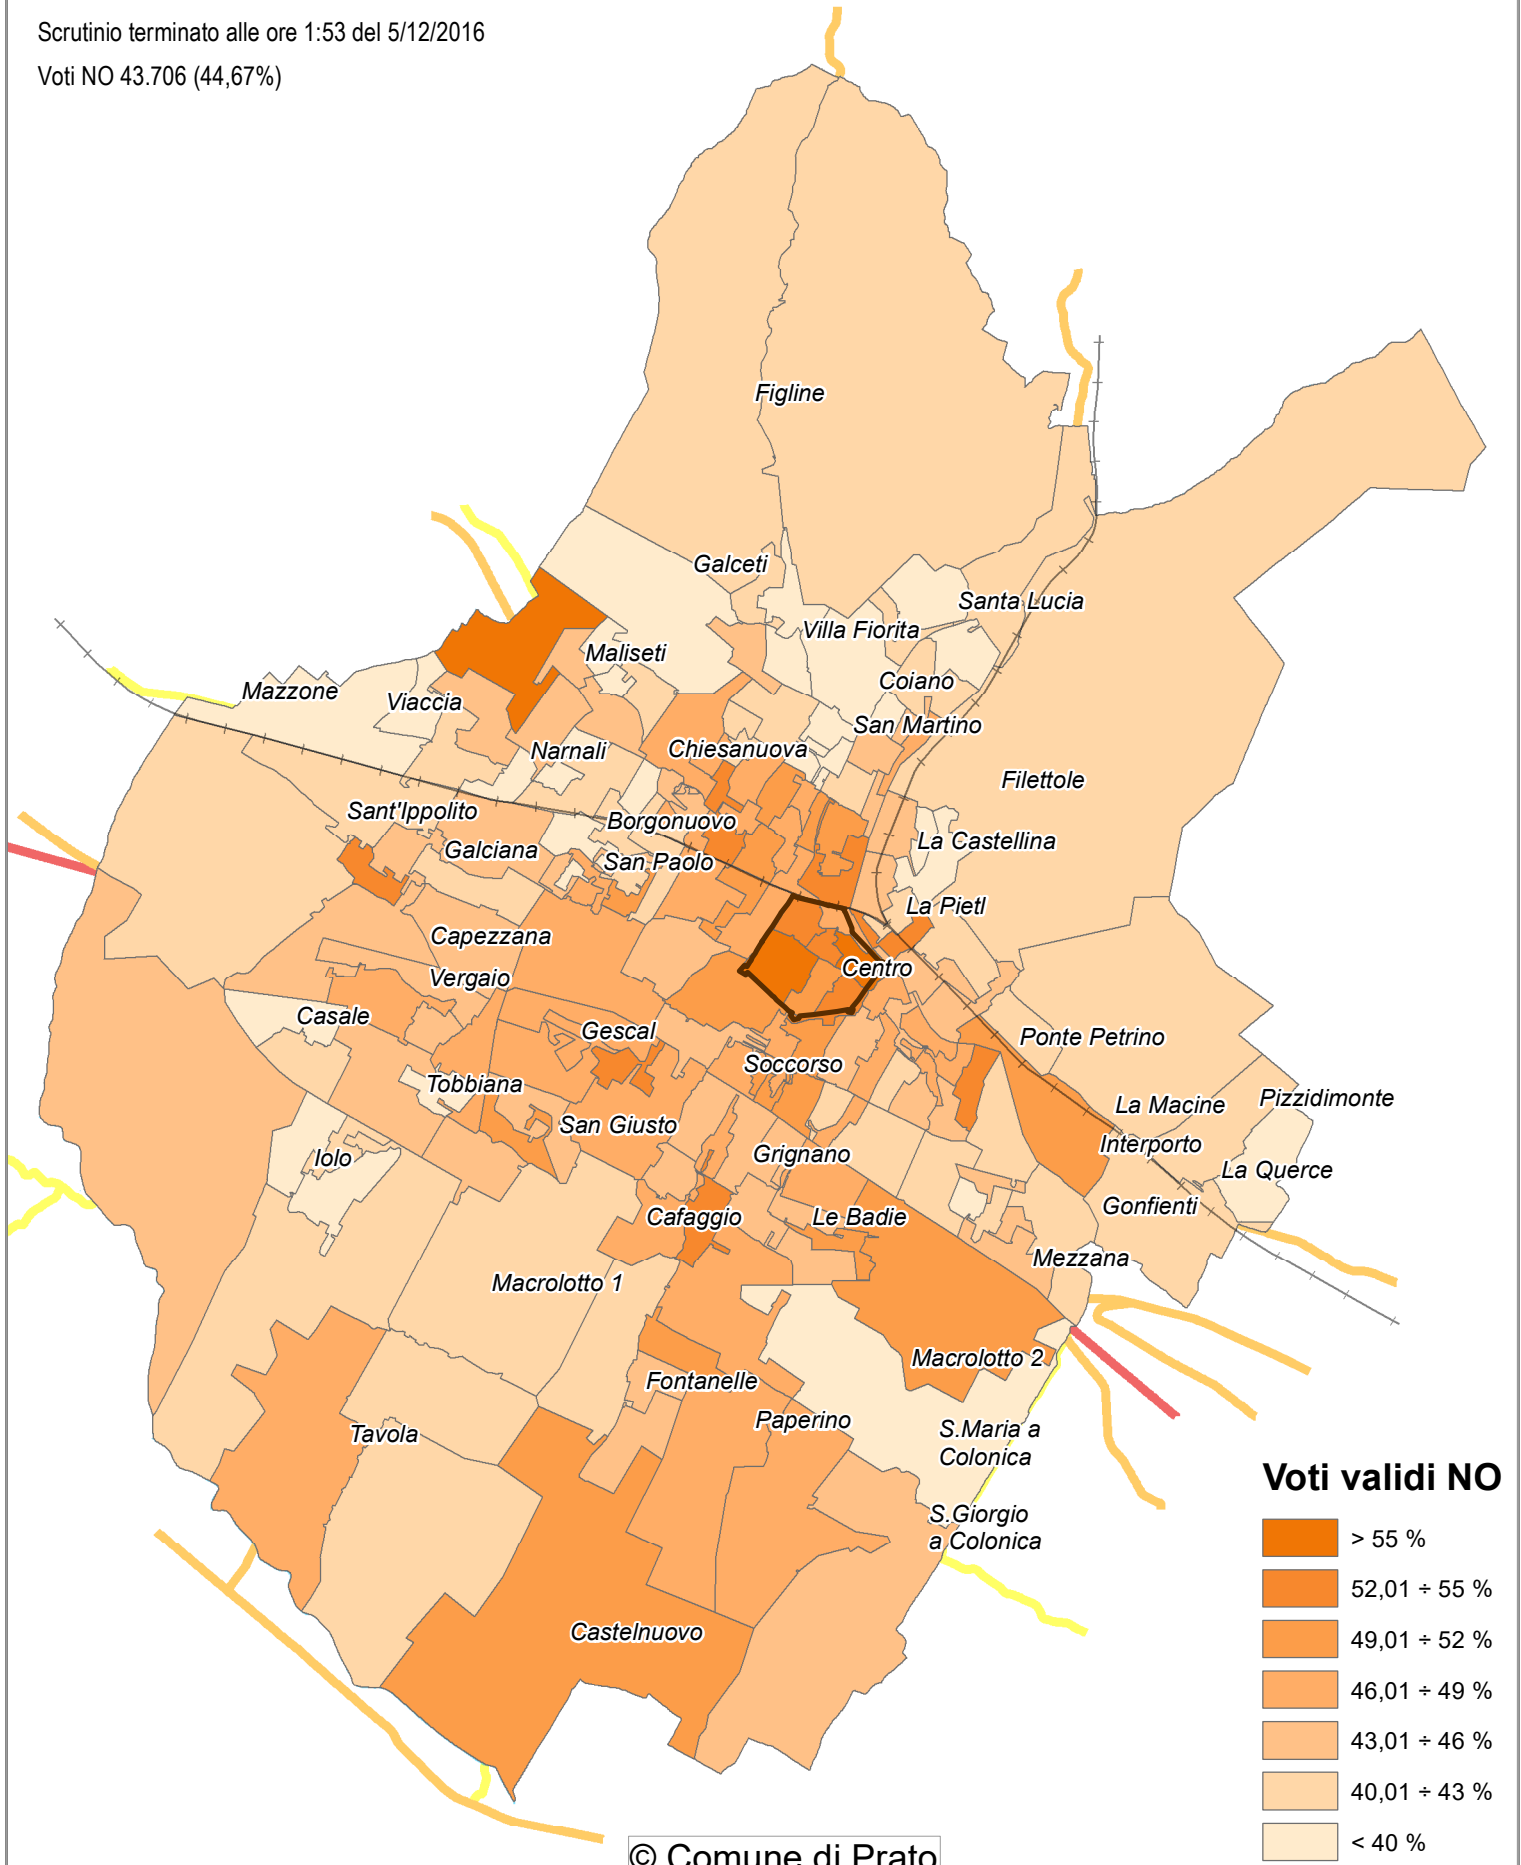 Scrutinio terminato alle ore 1:53 del 5/12/2016
Voti NO 43.706 (44,67%)
Figline
Galceti
Santa Lucia
Villa Fiorita
Maliseti
Coiano
Mazzone
Viaccia
San Martino
Narnali
Chiesanuova
Filettole
Sant'Ippolito
Borgonuovo
La Castellina
Galciana
San Paolo
La Pietl
Capezzana
Centro
Vergaio
Casale
Gescal
Ponte Petrino
Soccorso
Tobbiana
Pizzidimonte
La Macine
San Giusto
Interporto
Iolo
Grignano
La Querce
Cafaggio
Le Badie
Gonfienti
Mezzana
Macrolotto 1
Macrolotto 2
Fontanelle
Paperino
Tavola
S.Maria a
Colonica
S.Giorgio
a Colonica
Castelnuovo
Voti validi NO
> 55 %
52,01 ÷ 55 %
49,01 ÷ 52 %
46,01 ÷ 49 %
43,01 ÷ 46 %
40,01 ÷ 43 %
< 40 %
© Comune di Prato